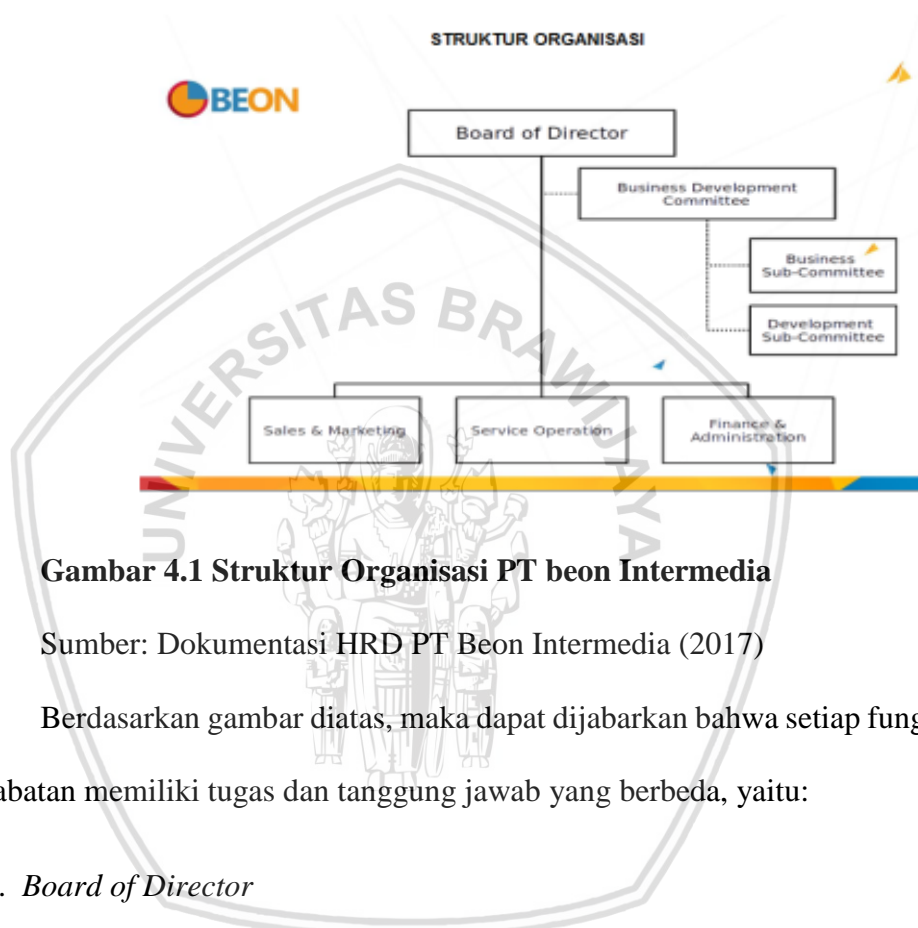 STRUKTUR ORGANISASI
BEON
Board of Director
Business Development
Committee
Business
Sub-Committee
Development
Sub-Committee
Sales & Marketing
Service Operation
Finance &
Administration
UNIVERSITAS BRAWIJAYA
Gambar 4.1 Struktur Organisasi PT beon Intermedia
Sumber: Dokumentasi HRD PT Beon Intermedia (2017)
Berdasarkan gambar diatas, maka dapat dijabarkan bahwa setiap fung
abatan memiliki tugas dan tanggung jawab yang berbeda, yaitu:
. Board of Director